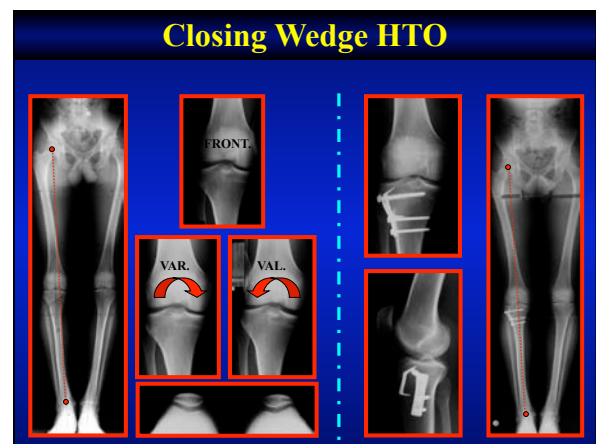 Closing Wedge HTO
FRONT.
VAR.
VAL.